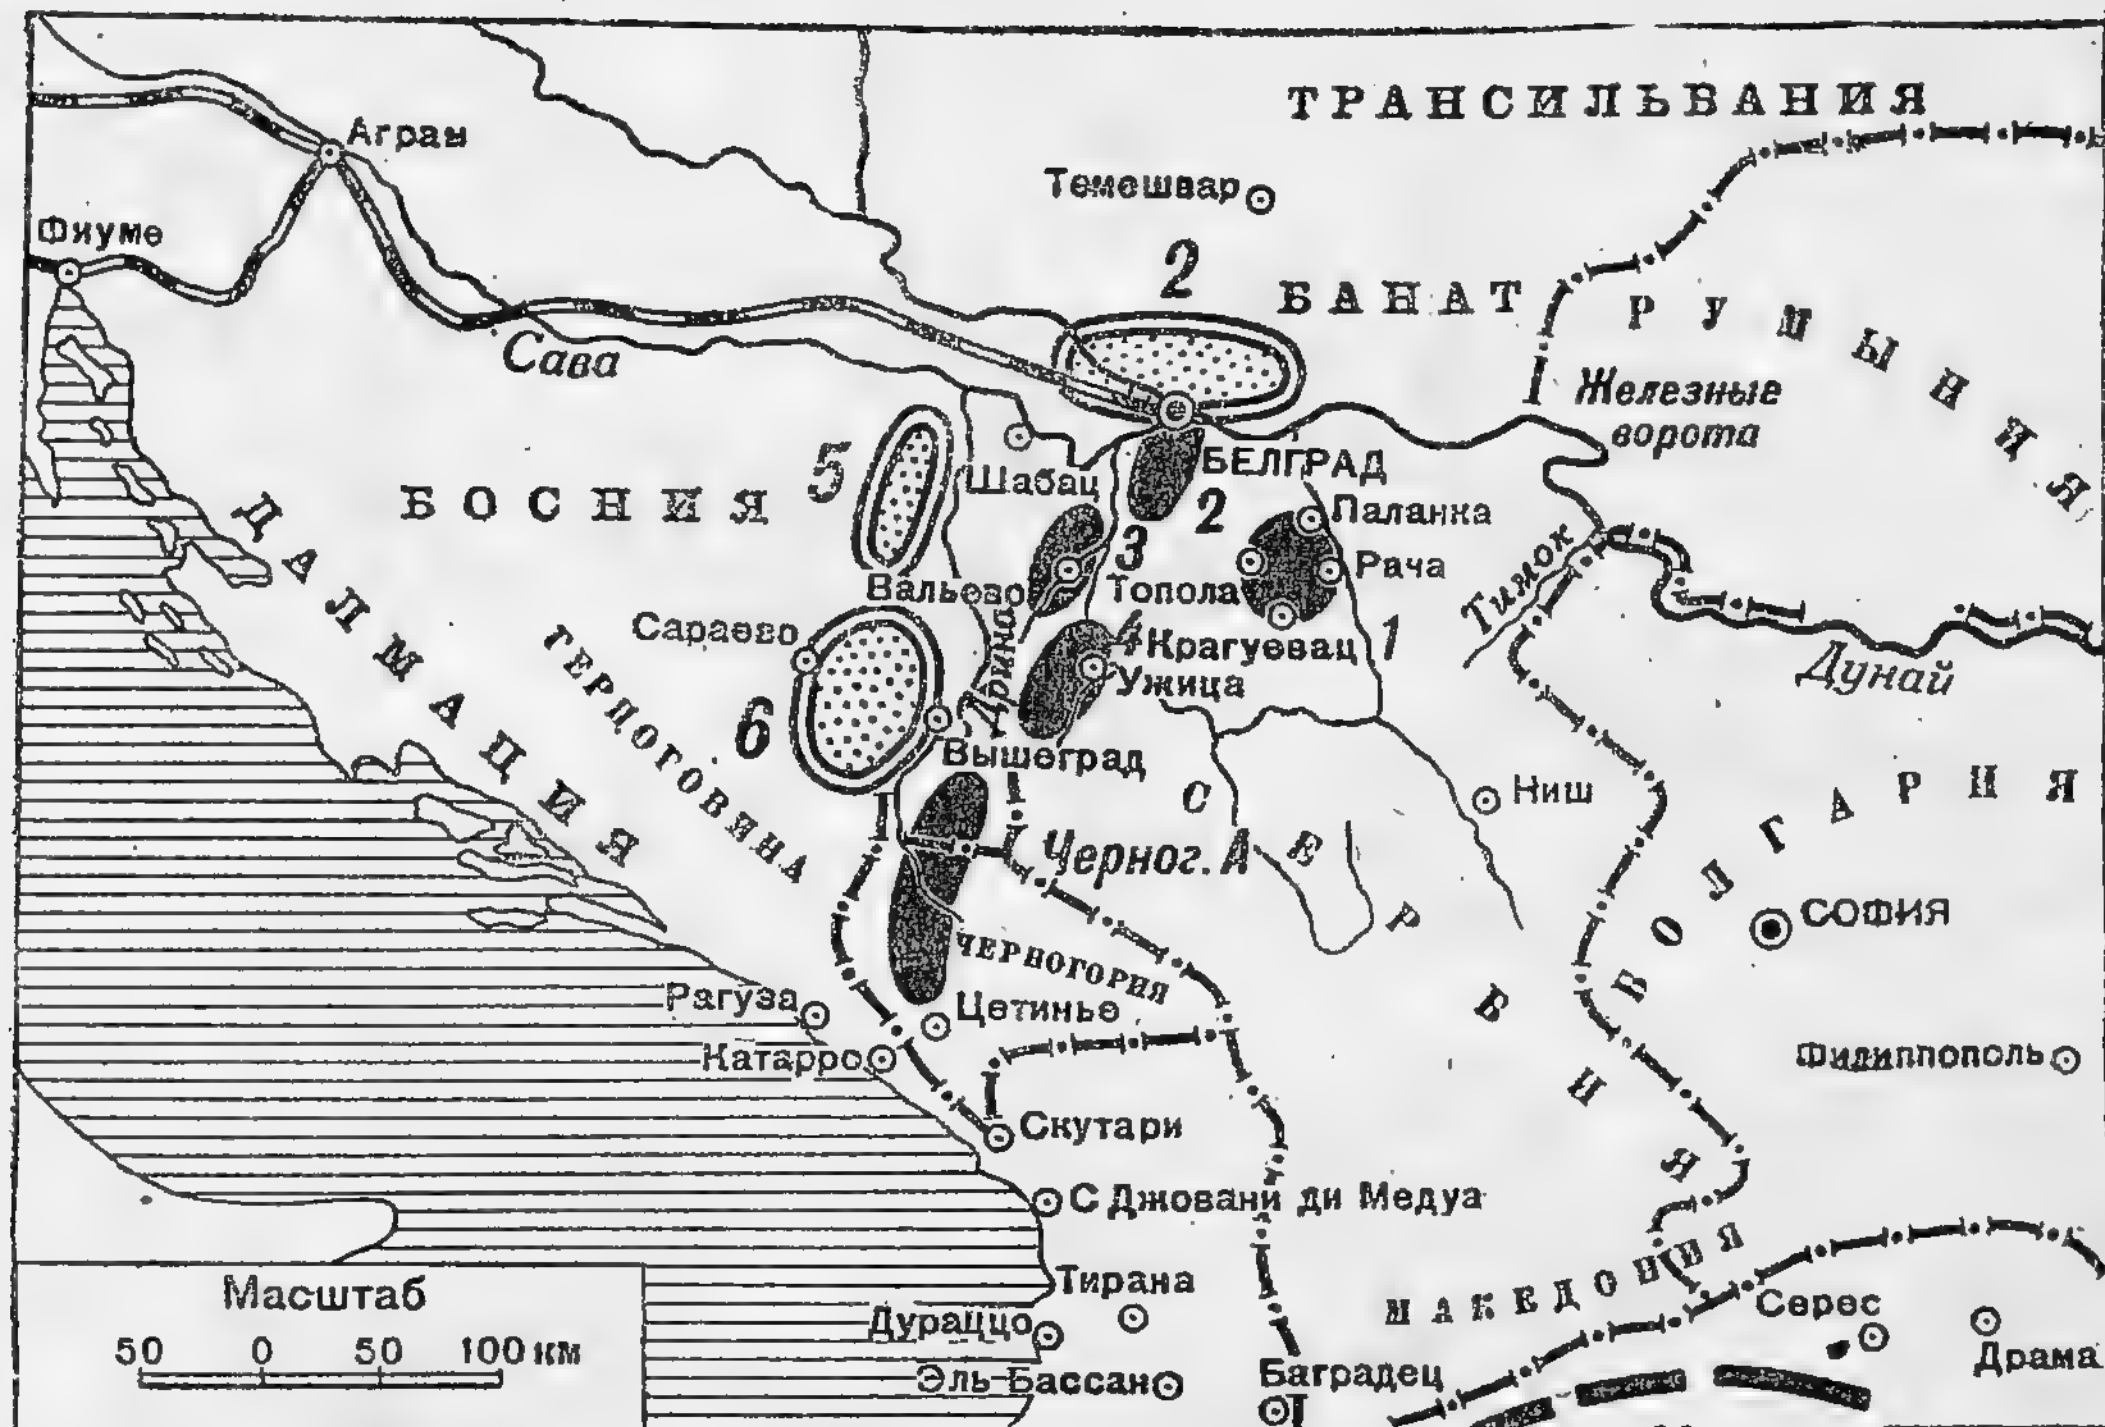 ТРАНСИЛЬВАНИЯ
Аграм
Темешвар
Фиуме
2
БАНАТ
РУМЫНИЯ
Сава
Железные
ворота
5
БОСНИЯ
Шабац
БЕЛГРАД
2
Паланка
ДАЛМАЦИЯ
3
Рача
Тимок
Вальево
Топола
Сараево
ГЕРЦОГОВИНА
4
Крагуевац
1
Ужица
Дунай
6
Дрина
Вышеград
Ниш
СЕРБИЯ
БОЛГАРИЯ
Черног. А
СОФИЯ
ЧЕРНОГОРИЯ
Рагуза
Цетинье
Катарро
Филиппополь
Скутари
С Джовани ди Медуа
МАКЕДОНИЯ
Масштаб
50 0 50 100 км
Тирана
Дураццо
Серес
Драма
Эль-Бассан
Баградец